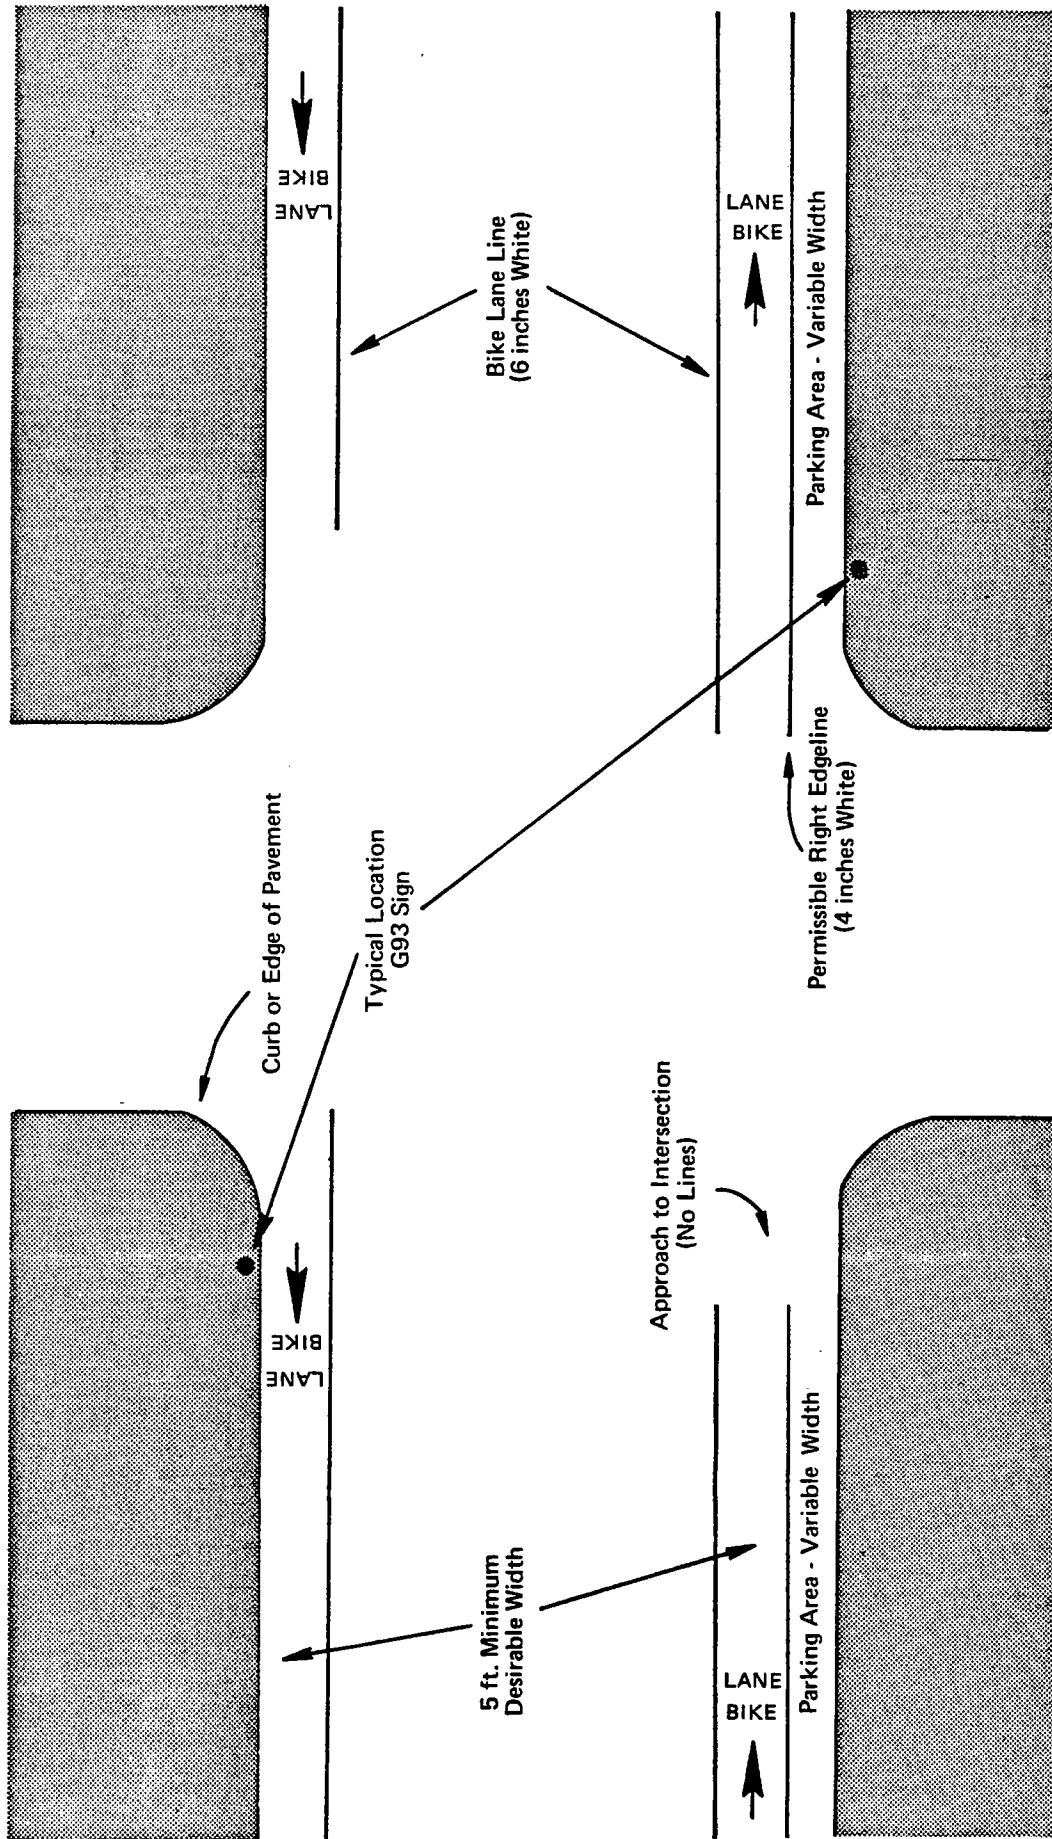 LANE
BIKE
Bike Lane Line
(6 inches White)
LANE
BIKE
Parking Area - Variable Width
Curb or Edge of Pavement
Typical Location
G93 Sign
Permissible Right Edgeline
(4 inches White)
LANE
BIKE
Approach to Intersection
(No Lines)
5 ft. Minimum
Desirable Width
LANE
BIKE
Parking Area - Variable Width